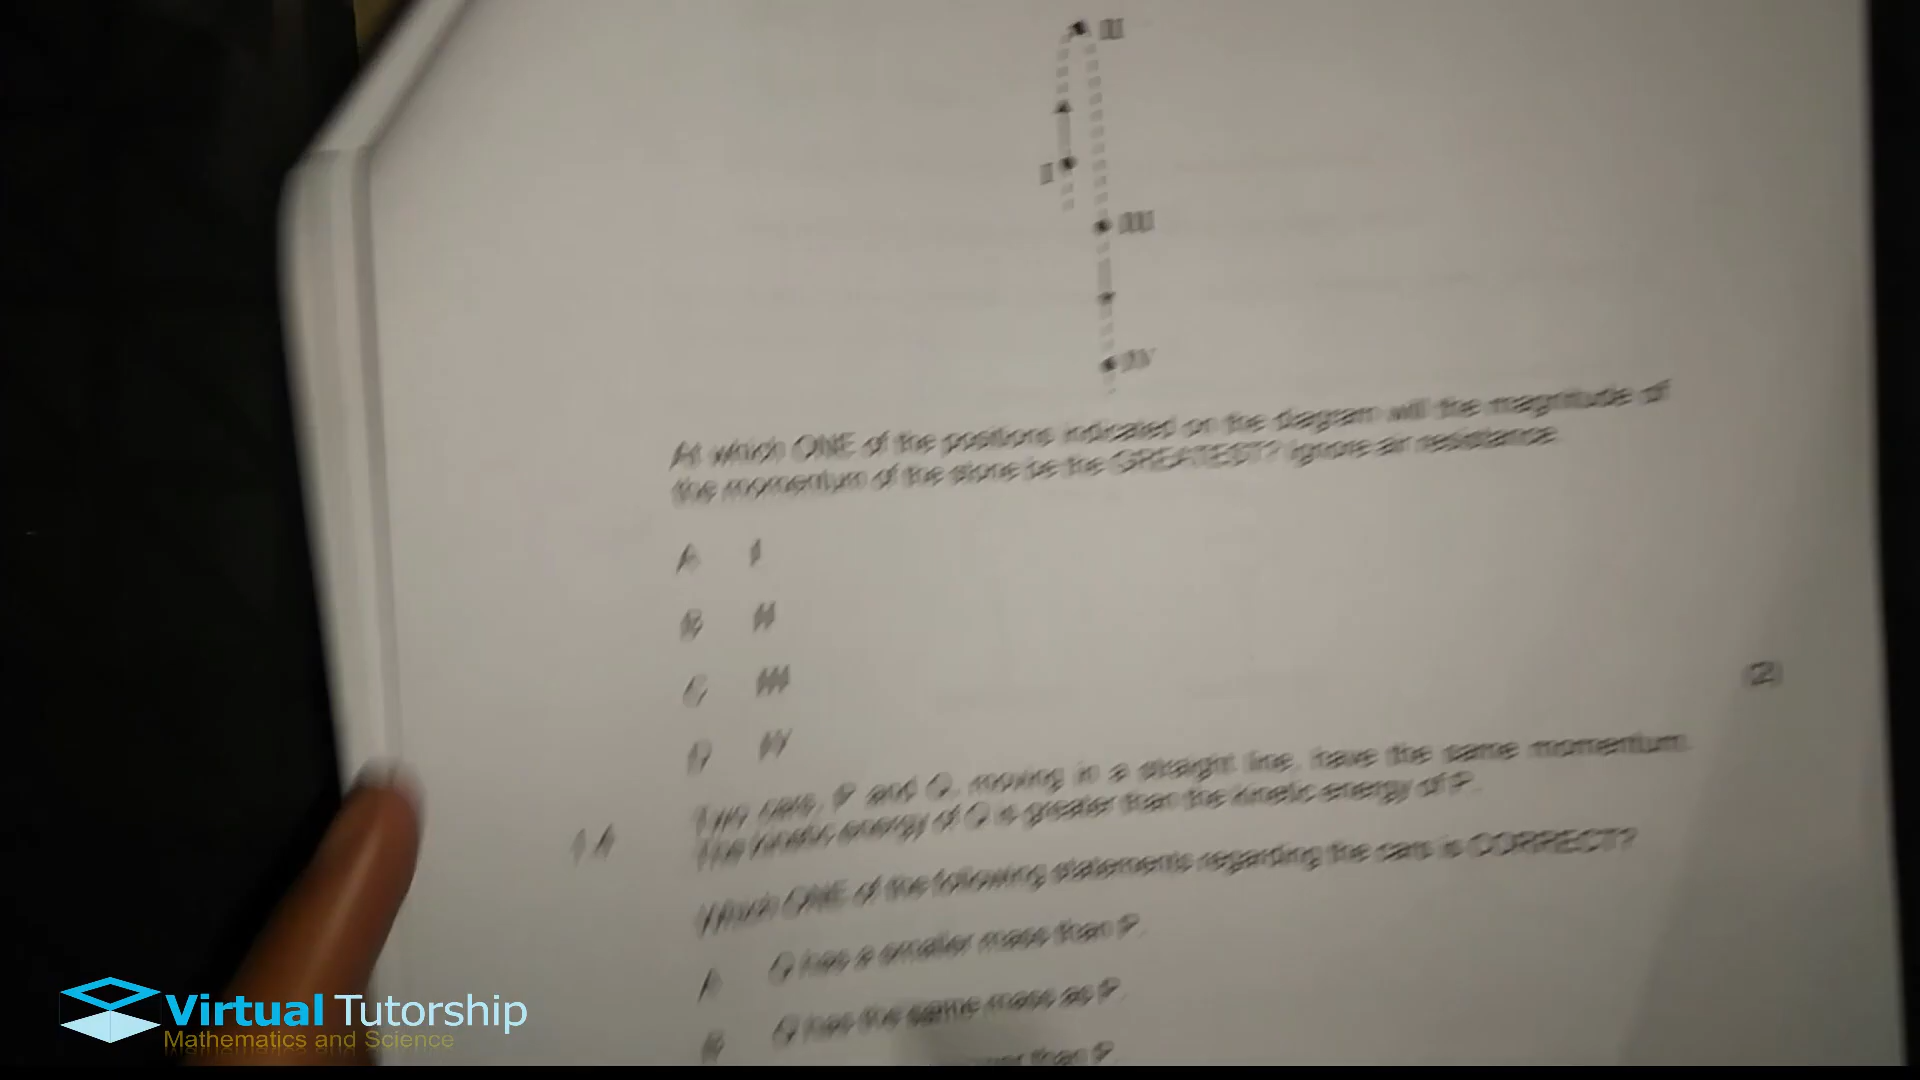 II
I
III
IV
At which ONE of the positions indicated on the diagram will the magnitude of
the momentum of the stone be the GREATEST? Ignore air resistance.
A I
B II
C III
D IV
(2)
Two cars, P and Q, moving in a straight line, have the same momentum.
The kinetic energy of Q is greater than the kinetic energy of P.
Which ONE of the following statements regarding the cars is CORRECT?
A Q has a smaller mass than P.
B Q has the same mass as P.
than P
Virtual Tutorship
Mathematics and Science